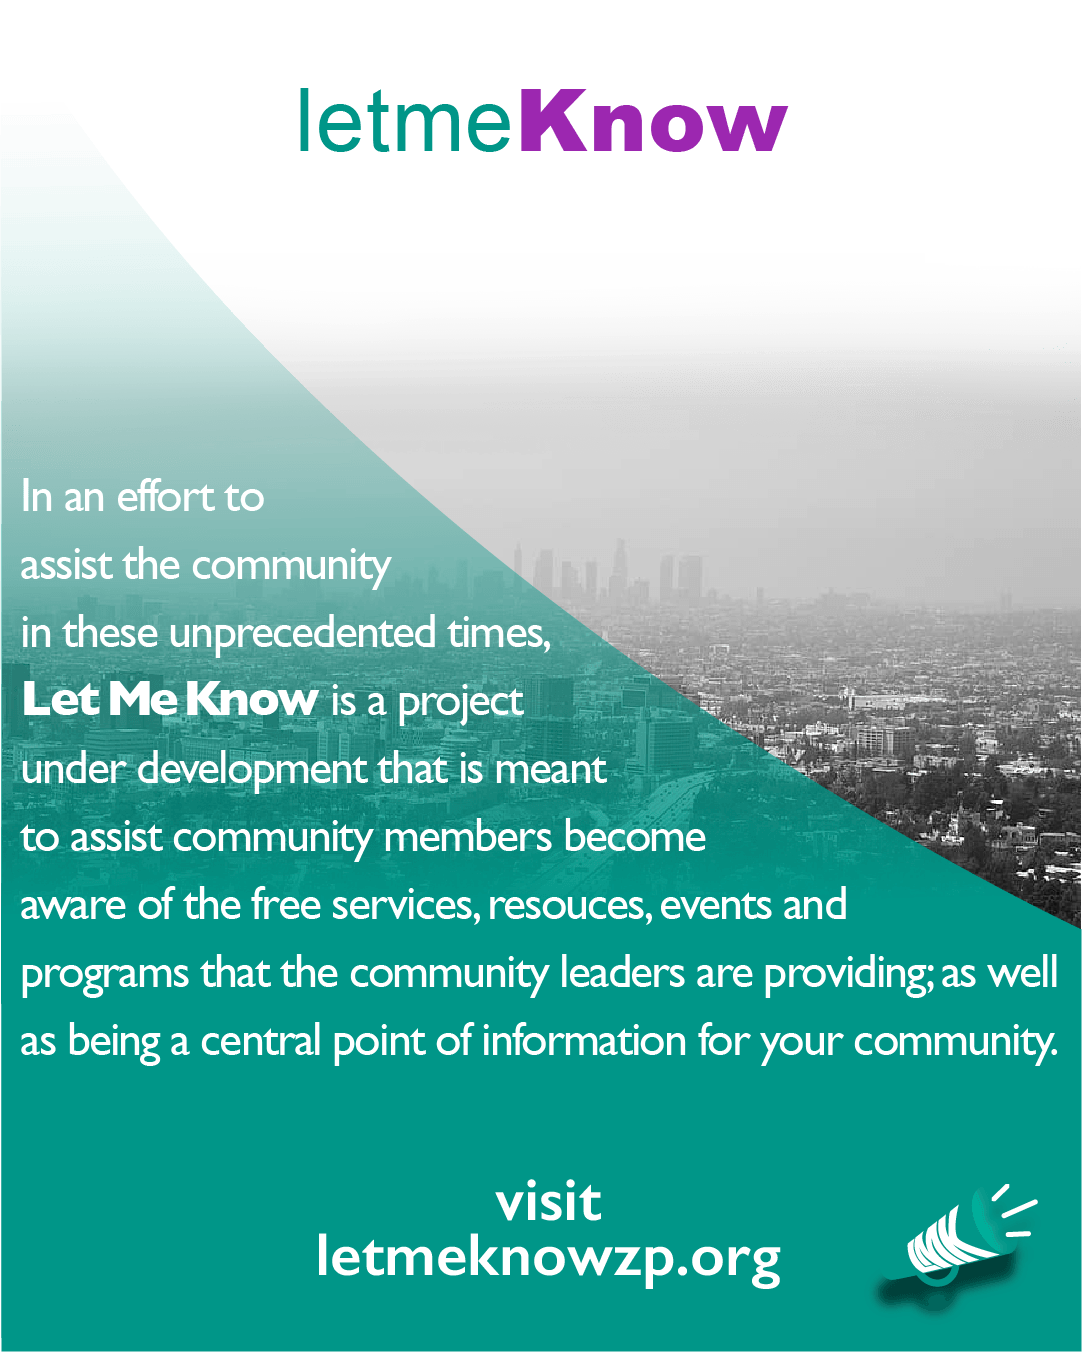 letmeKnow
In an effort to
assist the community
in these unprecedented times,
Let Me Know is a project
under development that is meant
to assist community members become
aware of the free services, resouces, events and
programs that the community leaders are providing; as well
as being a central point of information for your community.
visit
letmeknowzp.org
LMK